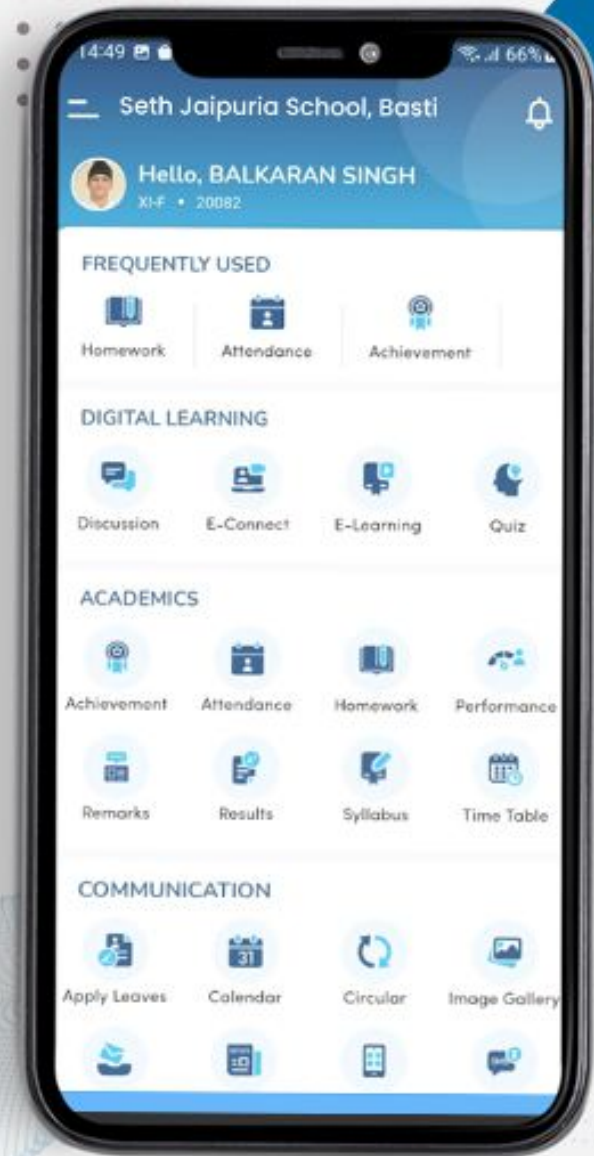 14:49 66%
Seth Jaipuria School, Basti
Hello, BALKARAN SINGH
XI-F • 20082
FREQUENTLY USED
Homework Attendance Achievement
DIGITAL LEARNING
Discussion E-Connect E-Learning Quiz
ACADEMICS
Achievement Attendance Homework Performance
Remarks Results Syllabus Time Table
COMMUNICATION
31
Apply Leaves Calendar Circular Image Gallery